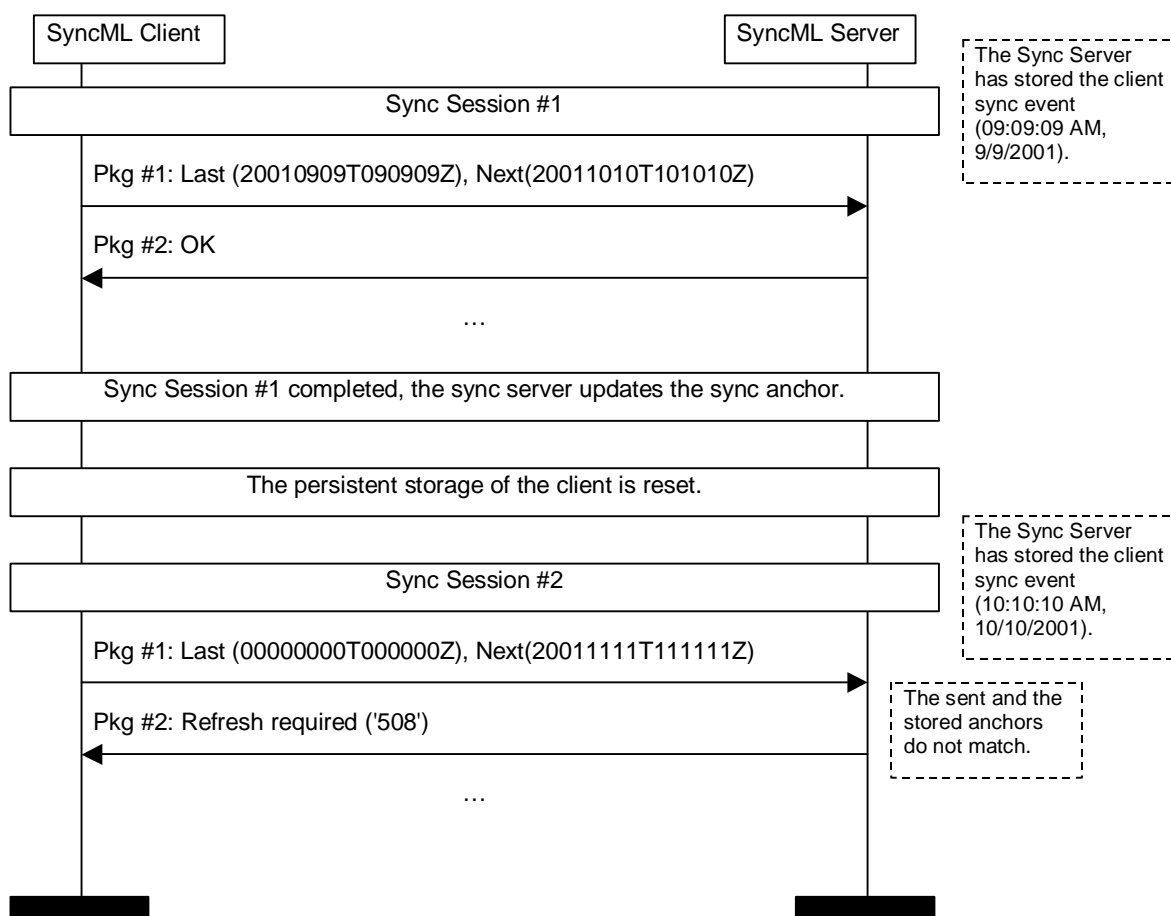 SyncML Client
SyncML Server
The Sync Server
has stored the client
sync event
(09:09:09 AM,
9/9/2001).
Sync Session #1
Pkg #1: Last (20010909T090909Z), Next(20011010T101010Z)
Pkg #2: OK
…
Sync Session #1 completed, the sync server updates the sync anchor.
The persistent storage of the client is reset.
The Sync Server
has stored the client
sync event
(10:10:10 AM,
10/10/2001).
Sync Session #2
Pkg #1: Last (00000000T000000Z), Next(20011111T111111Z)
The sent and the
stored anchors
do not match.
Pkg #2: Refresh required ('508')
…